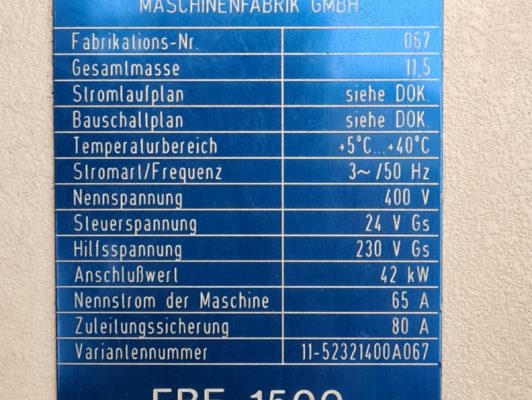 MASCHINENFABRIK GMBH
Fabrikations-Nr. 067
Gesamtmasse 11,5
Stromlaufplan siehe DOK.
Bauschaltplan siehe DOK.
Temperaturbereich +5°C...+40°C
Stromart/Frequenz 3~ /50 Hz
Nennspannung 400 V
Steuerspannung 24 V Gs
Hilfsspannung 230 V Gs
Anschlußwert 42 kW
Nennstrom der Maschine 65 A
Zuleitungssicherung 80 A
Variantennummer 11-52321400A067
1500